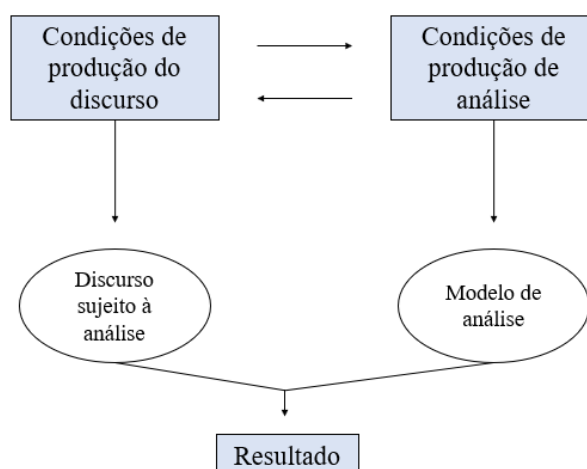 Condições de
produção do
discurso
Condições de
produção de
análise
Discurso
sujeito à
análise
Modelo de
análise
Resultado